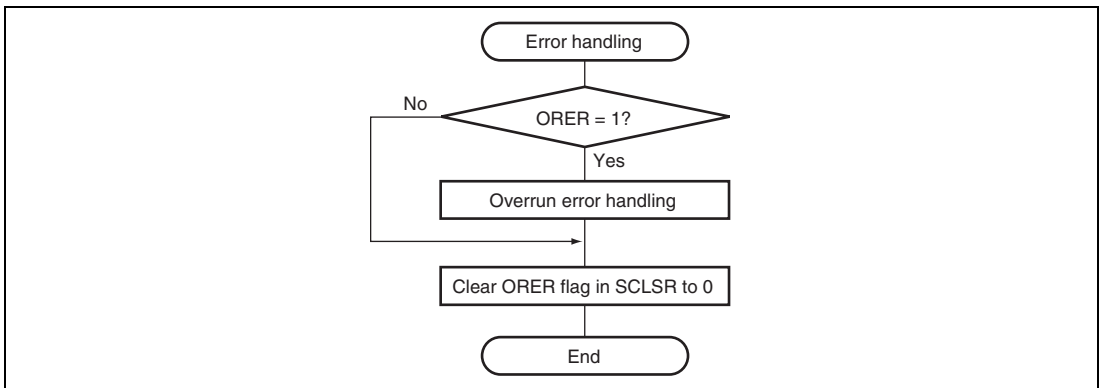 Error handling
No
ORER = 1?
Yes
Overrun error handling
Clear ORER flag in SCLSR to 0
End